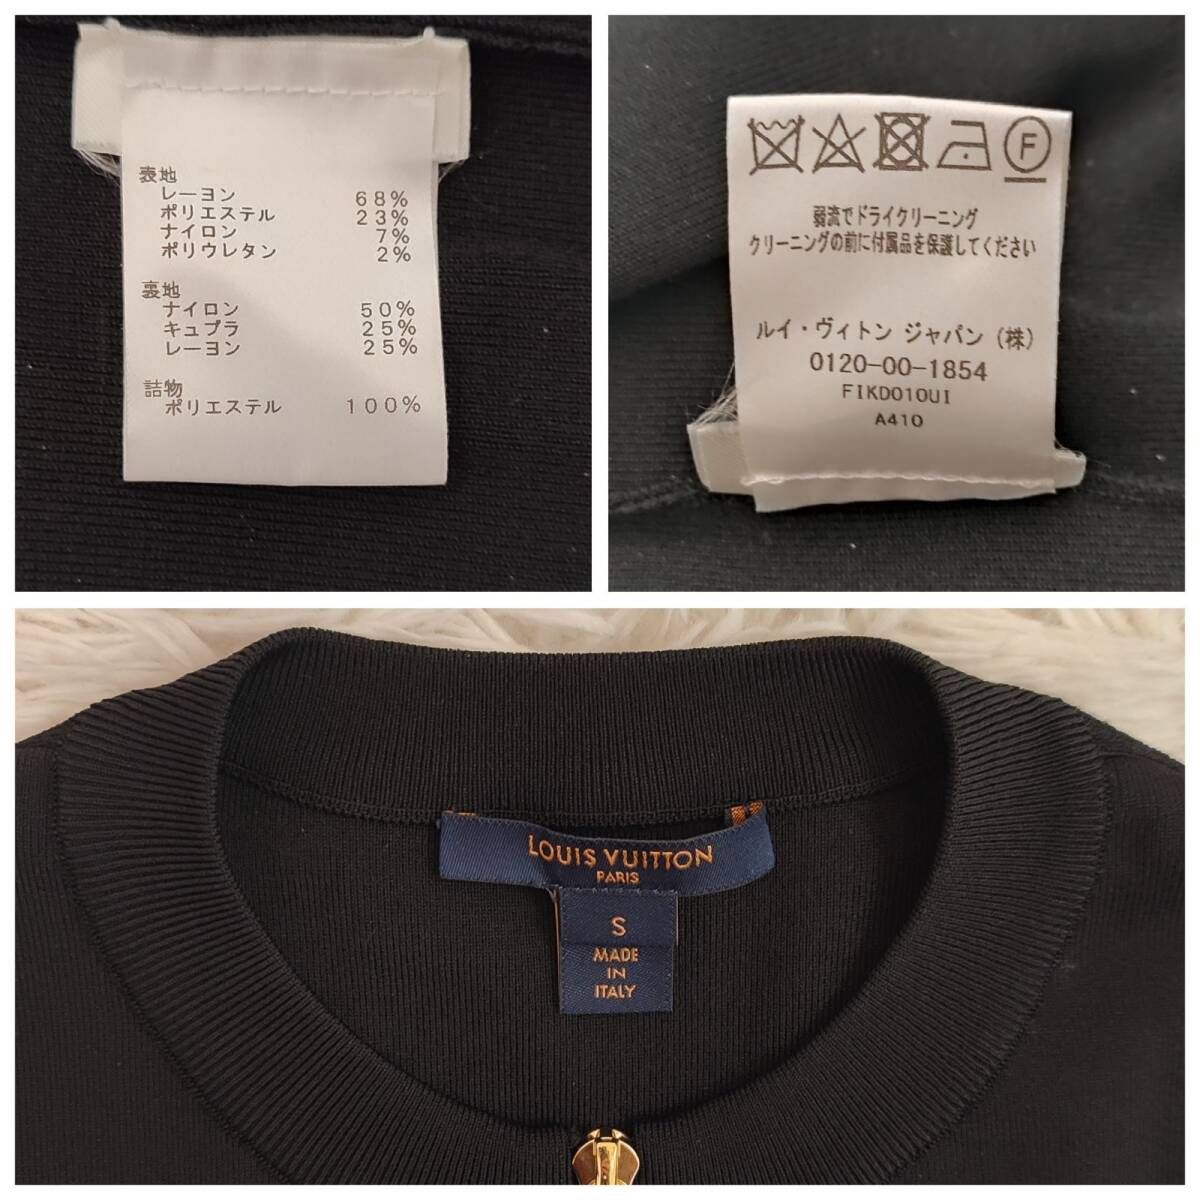 表地
レーヨン 68%
ポリエステル 23%
ナイロン 7%
ポリウレタン 2%
裏地
ナイロン 50%
キュプラ 25%
レーヨン 25%
詰物
ポリエステル 100%
F
弱流でドライクリーニング
クリーニングの前に付属品を保護してください
ルイ・ヴィトン ジャパン (株)
0120-00-1854
FIKD010UI
A410
LOUIS VUITTON
PARIS
S
MADE
IN
ITALY